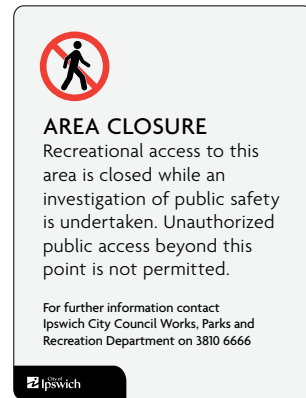 AREA CLOSURE
Recreational access to this
area is closed while an
investigation of public safety
is undertaken. Unauthorized
public access beyond this
point is not permitted.
For further information contact
Ipswich City Council Works, Parks and
Recreation Department on 3810 6666
City of
Ipswich